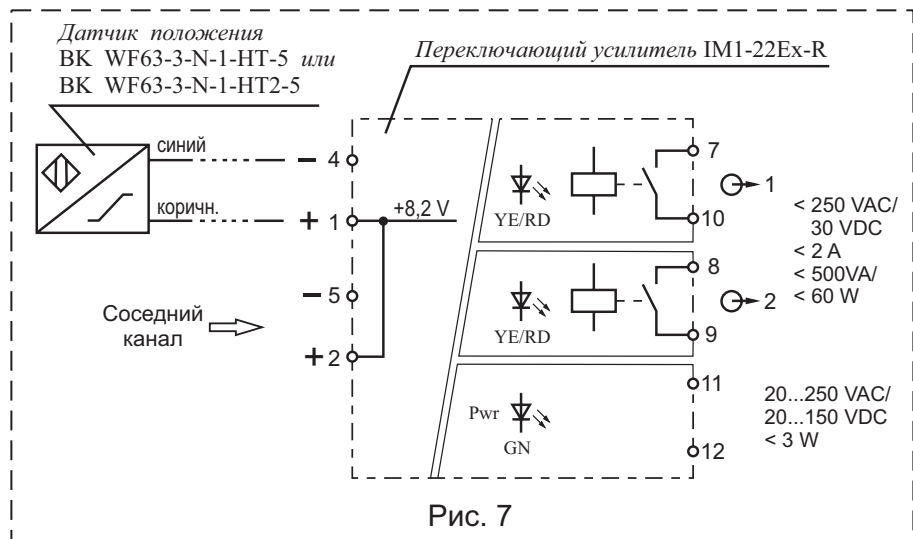 Датчик положения
ВК WF63-3-N-1-HT-5 или
ВК WF63-3-N-1-HT2-5
Переключающий усилитель IM1-22Ex-R
синий
− 4
коричн.
+ 1
+8,2 V
− 5
+ 2
Соседний
канал
YE/RD
7
10
1
YE/RD
8
9
2
< 250 VAC/
30 VDC
< 2 A
< 500VA/
< 60 W
Pwr
GN
11
12
20...250 VAC/
20...150 VDC
< 3 W
Рис. 7